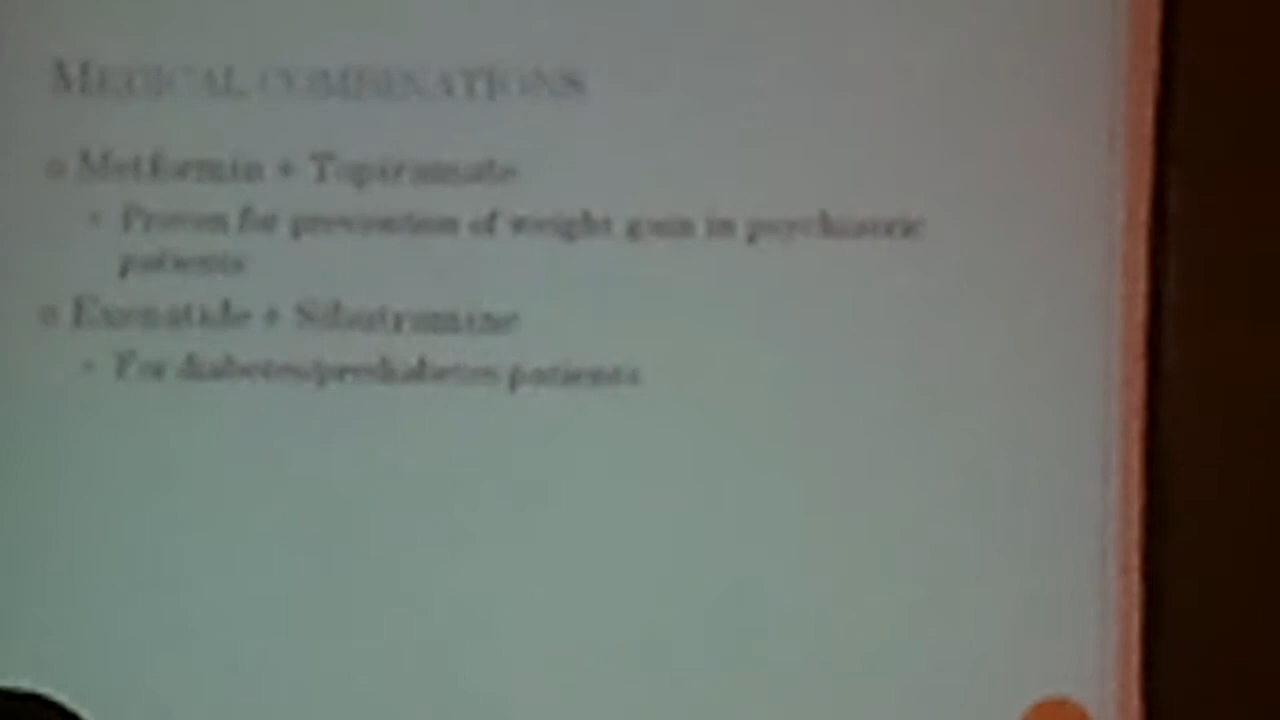 MEDICAL COMBINATIONS
Metformin + Topiramate
Proven for prevention of weight gain in psychiatric
patients
Exenatide + Sibutramine
For diabetes/prediabetes patients